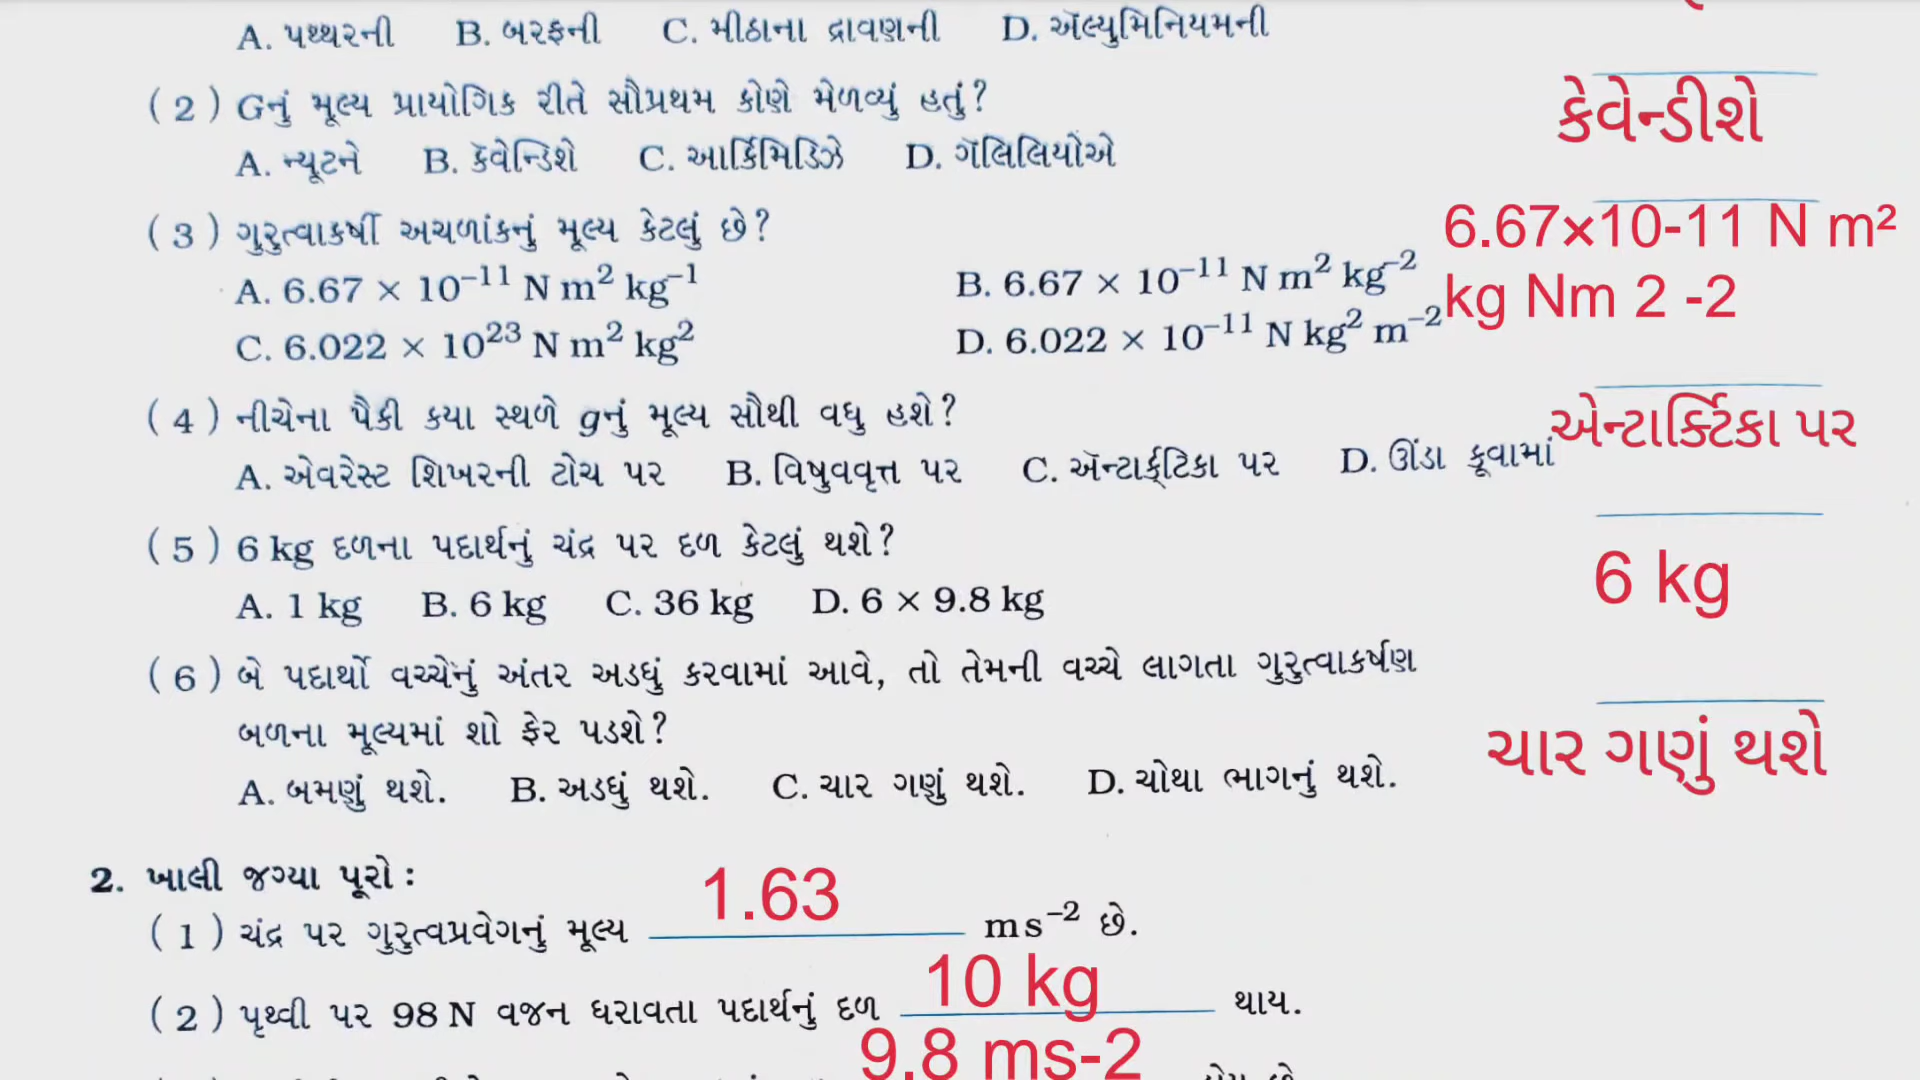 A. પથ્થરની B. બરફની C. મીઠાના દ્રાવણની D. ઍલ્યુમિનિયમની
( 2 ) Gનું મૂલ્ય પ્રાયોગિક રીતે સૌપ્રથમ કોણે મેળવ્યું હતું?
કેવેન્ડીશે
A. ન્યૂટને B. કૅવેન્ડિશે C. આર્કિમિડિઝે D. ગૅલિલિયોએ
( 3 ) ગુરુત્વાકર્ષી અચળાંકનું મૂલ્ય કેટલું છે?
6.67×10-11 N m²
kg Nm 2 -2
A. 6.67 × 10⁻¹¹ N m² kg⁻¹ B. 6.67 × 10⁻¹¹ N m² kg⁻²
C. 6.022 × 10²³ N m² kg² D. 6.022 × 10⁻¹¹ N kg² m⁻²
( 4 ) નીચેના પૈકી કયા સ્થળે gનું મૂલ્ય સૌથી વધુ હશે?
એન્ટાર્ક્ટિકા પર
A. એવરેસ્ટ શિખરની ટોચ પર B. વિષુવવૃત્ત પર C. ઍન્ટાર્ક્ટિકા પર D. ઊંડા કૂવામાં
( 5 ) 6 kg દળના પદાર્થનું ચંદ્ર પર દળ કેટલું થશે?
6 kg
A. 1 kg B. 6 kg C. 36 kg D. 6 × 9.8 kg
( 6 ) બે પદાર્થો વચ્ચેનું અંતર અડધું કરવામાં આવે, તો તેમની વચ્ચે લાગતા ગુરુત્વાકર્ષણ
બળના મૂલ્યમાં શો ફેર પડશે?
ચાર ગણું થશે
A. બમણું થશે. B. અડધું થશે. C. ચાર ગણું થશે. D. ચોથા ભાગનું થશે.
2. ખાલી જગ્યા પૂરો :
( 1 ) ચંદ્ર પર ગુરુત્વપ્રવેગનું મૂલ્ય 1.63 ms⁻² છે.
( 2 ) પૃથ્વી પર 98 N વજન ધરાવતા પદાર્થનું દળ 10 kg થાય.
9.8 ms-2